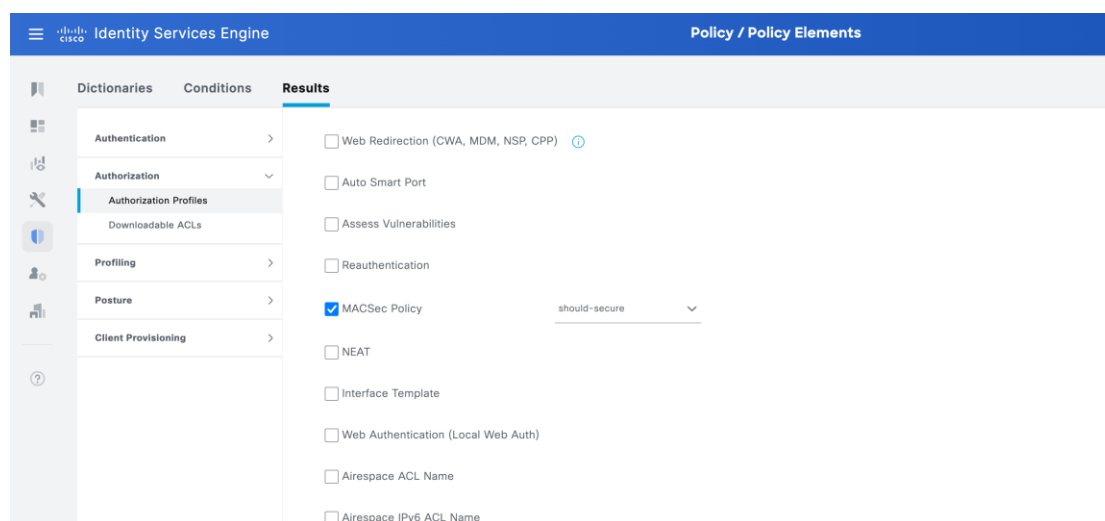 cisco Identity Services Engine
Policy / Policy Elements
Dictionaries Conditions Results
Authentication
Authorization
Authorization Profiles
Downloadable ACLs
Profiling
Posture
Client Provisioning
Web Redirection (CWA, MDM, NSP, CPP)
Auto Smart Port
Assess Vulnerabilities
Reauthentication
MACSec Policy should-secure
NEAT
Interface Template
Web Authentication (Local Web Auth)
Airespace ACL Name
Airespace IPv6 ACL Name